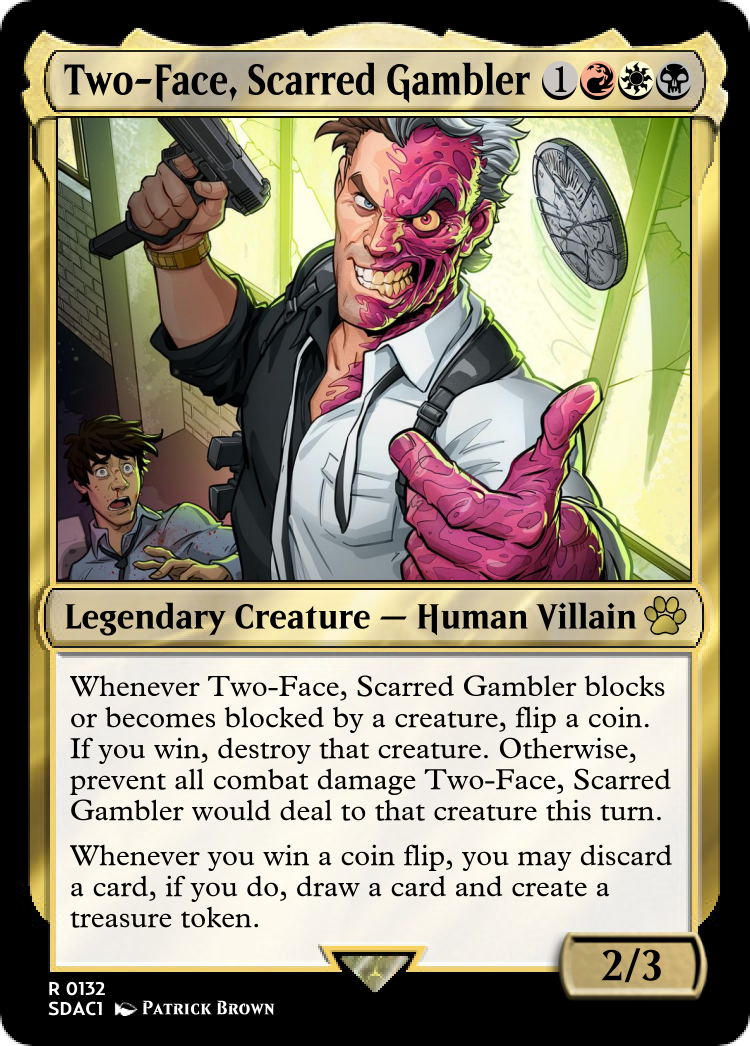 Two-Face, Scarred Gambler 1
Legendary Creature — Human Villain
Whenever Two-Face, Scarred Gambler blocks
or becomes blocked by a creature, flip a coin.
If you win, destroy that creature. Otherwise,
prevent all combat damage Two-Face, Scarred
Gambler would deal to that creature this turn.
Whenever you win a coin flip, you may discard
a card, if you do, draw a card and create a
treasure token.
2/3
R 0132
SDAC1 Patrick Brown